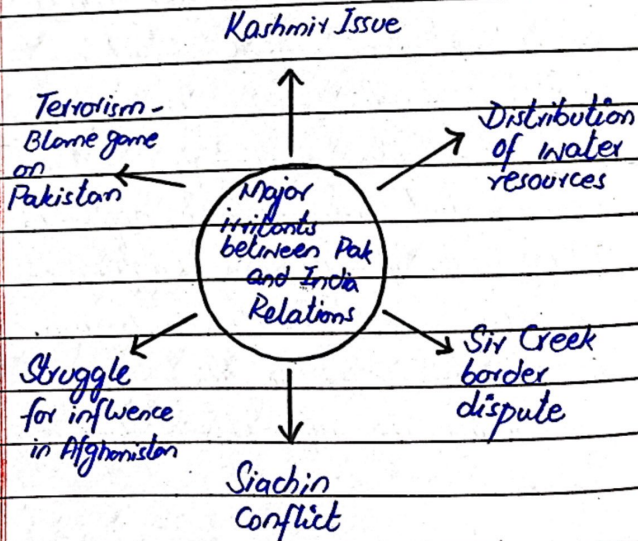 Kashmir Issue
Terrorism -
Blame game
on
Pakistan
Distribution
of water
resources
Major
irritants
between Pak
and India
Relations
Struggle
for influence
in Afghanistan
Sir Creek
border
dispute
Siachin
Conflict